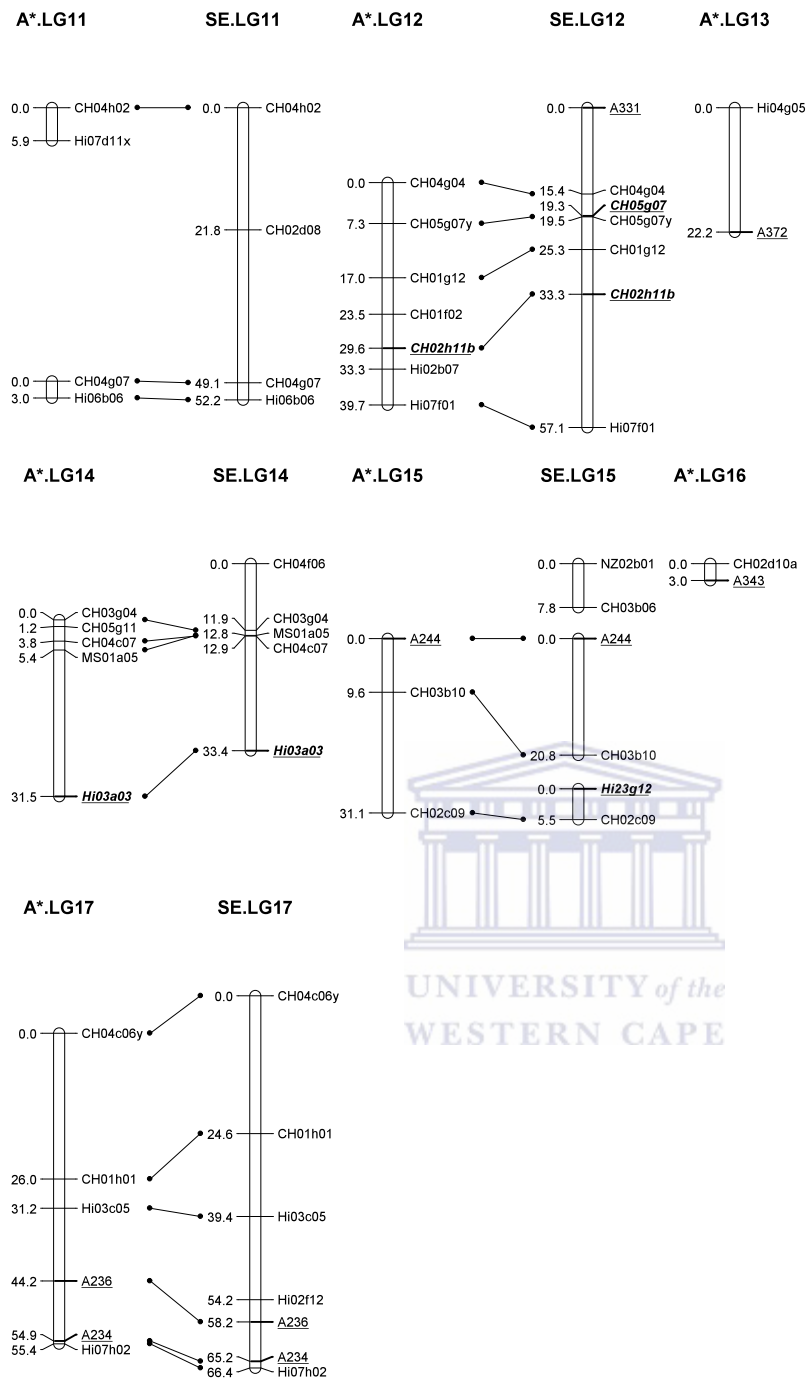 A*.LG11 SE.LG11 A*.LG12 SE.LG12 A*.LG13
0.0 CH04h02
5.9 Hi07d11x
0.0 CH04g07
3.0 Hi06b06
0.0 CH04h02
21.8 CH02d08
49.1 CH04g07
52.2 Hi06b06
0.0 CH04g04
7.3 CH05g07y
17.0 CH01g12
23.5 CH01f02
29.6 CH02h11b
33.3 Hi02b07
39.7 Hi07f01
0.0 A331
15.4 CH04g04
19.3 CH05g07
19.5 CH05g07y
25.3 CH01g12
33.3 CH02h11b
57.1 Hi07f01
0.0 Hi04g05
22.2 A372
A*.LG14 SE.LG14 A*.LG15 SE.LG15 A*.LG16
0.0 CH03g04
1.2 CH05g11
3.8 CH04c07
5.4 MS01a05
31.5 Hi03a03
0.0 CH04f06
11.9 CH03g04
12.8 MS01a05
12.9 CH04c07
33.4 Hi03a03
0.0 A244
9.6 CH03b10
31.1 CH02c09
0.0 NZ02b01
7.8 CH03b06
0.0 A244
20.8 CH03b10
0.0 Hi23g12
5.5 CH02c09
0.0 CH02d10a
3.0 A343
A*.LG17 SE.LG17
0.0 CH04c06y
26.0 CH01h01
31.2 Hi03c05
44.2 A236
54.9 A234
55.4 Hi07h02
0.0 CH04c06y
24.6 CH01h01
39.4 Hi03c05
54.2 Hi02f12
58.2 A236
65.2 A234
66.4 Hi07h02
UNIVERSITY of the
WESTERN CAPE